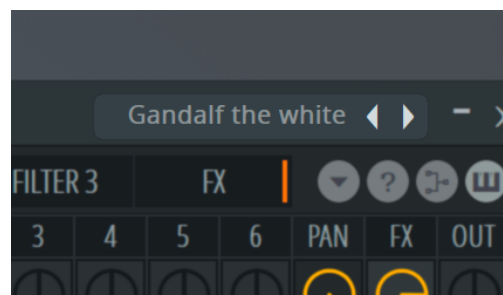 Gandalf the white
FILTER 3 FX
?
3 4 5 6 PAN FX OUT